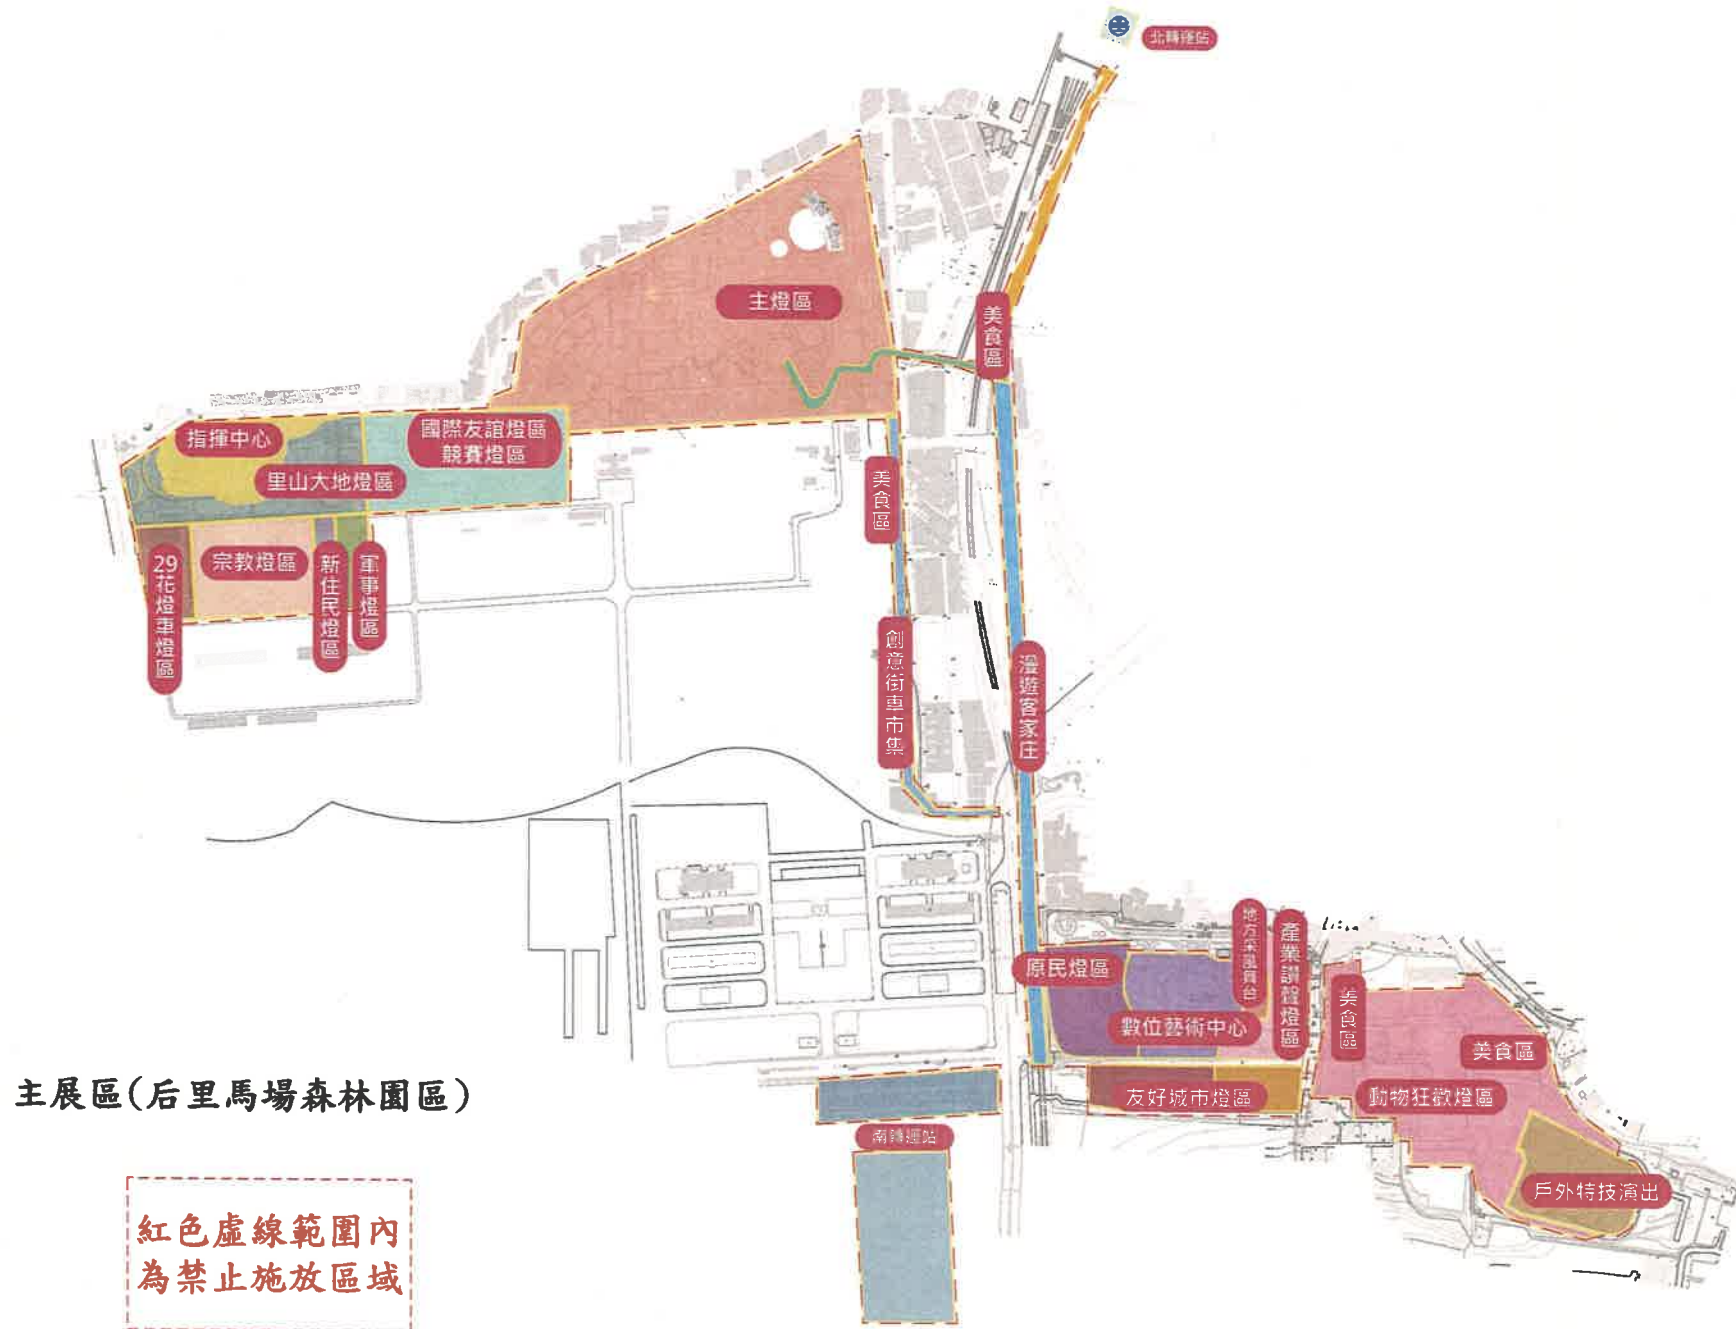 北轉運站
主燈區
美食區
指揮中心
國際友誼燈區
競賽燈區
里山大地燈區
美食區
29花燈車燈區
宗教燈區
新住民燈區
軍事燈區
創意街車市集
漫遊客家庄
地方采風舞台
產業讚聲燈區
原民燈區
美食區
數位藝術中心
美食區
友好城市燈區
動物狂歡燈區
主展區(后里馬場森林園區)
南轉運站
戶外特技演出
紅色虛線範圍內
為禁止施放區域